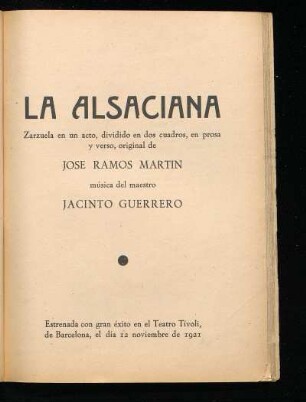 LA ALSACIANA
Zarzuela en un acto, dividido en dos cuadros, en prosa
y verso, original de
JOSE RAMOS MARTIN
música del maestro
JACINTO GUERRERO
Estrenada con gran éxito en el Teatro Tívoli,
de Barcelona, el día 12 noviembre de 1921